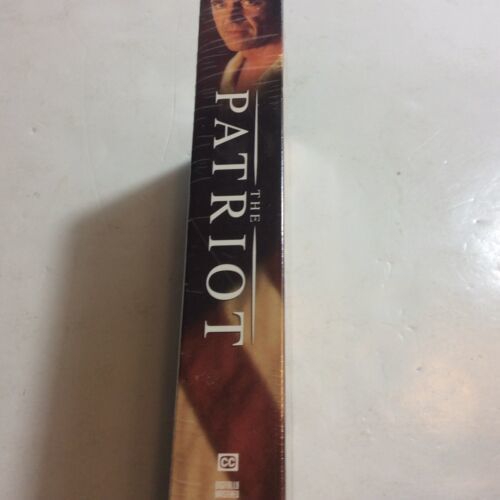 THE
PATRIOT
CC